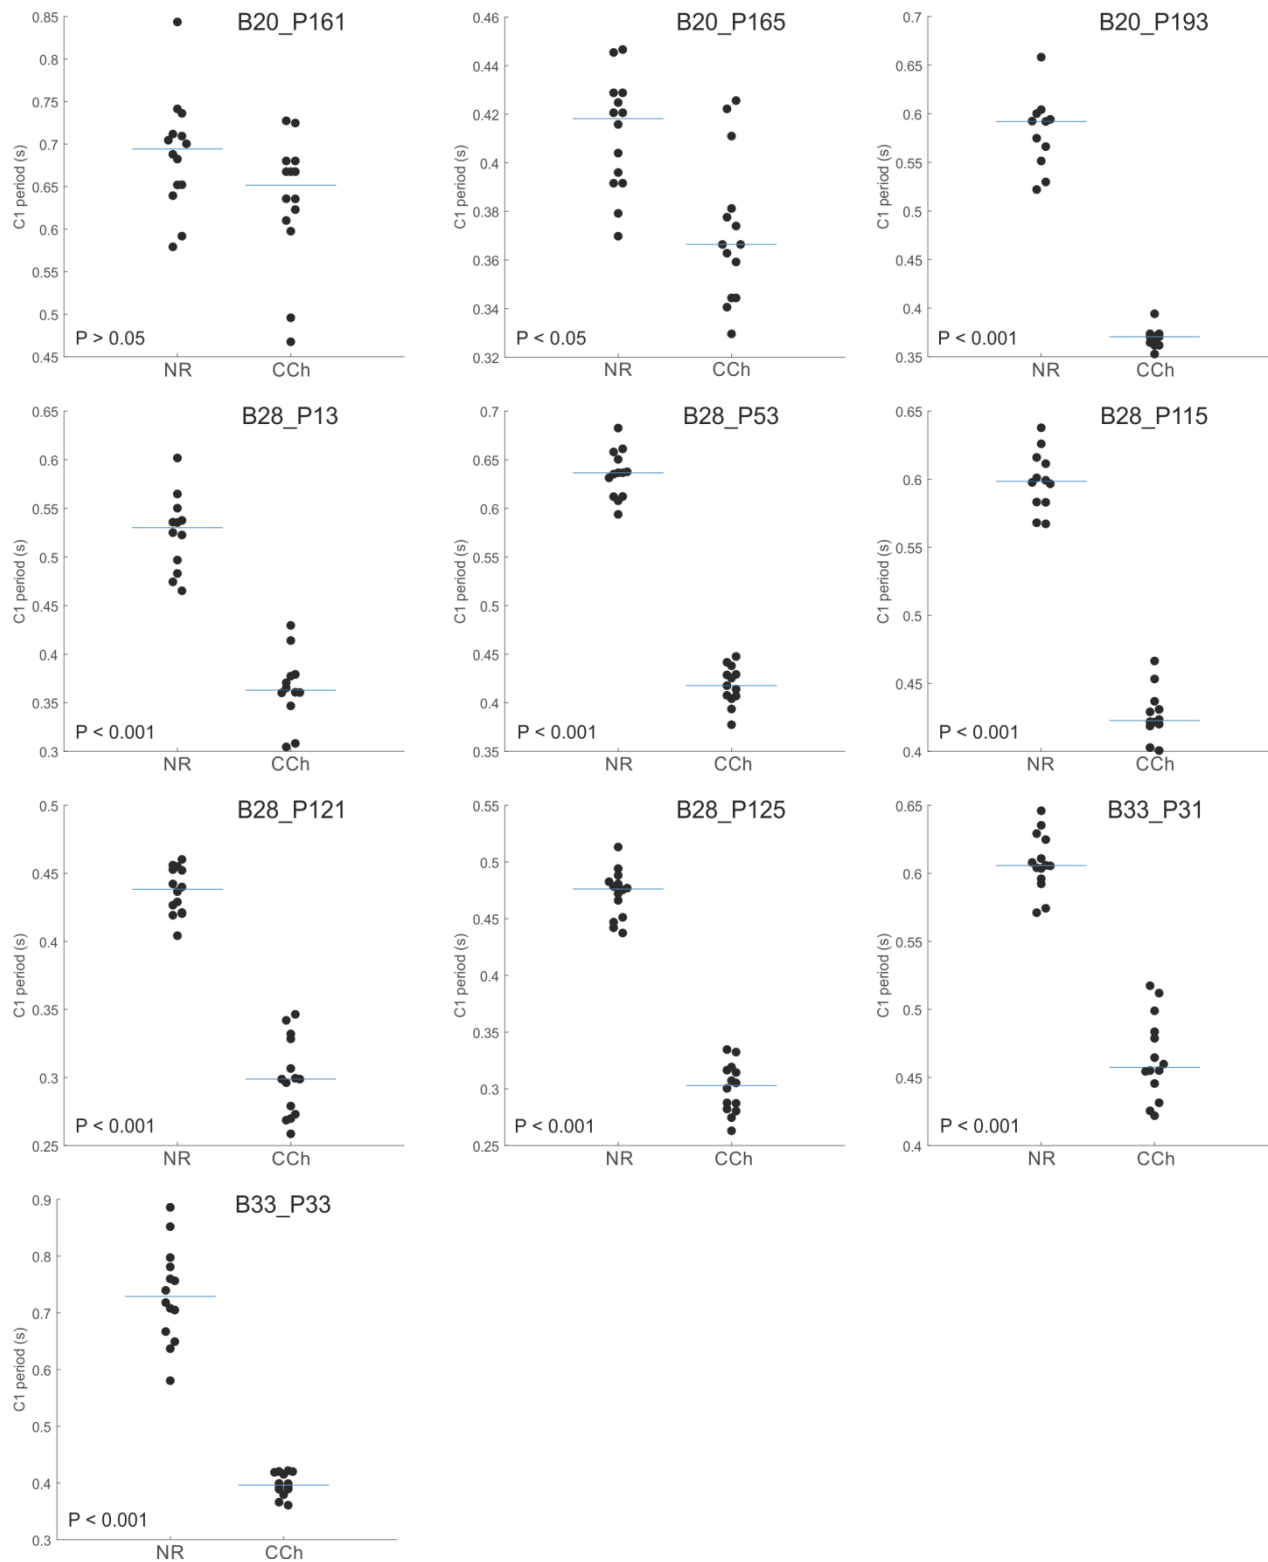 B20_P161
C1 period (s)
0.85
0.8
0.75
0.7
0.65
0.6
0.55
0.5
0.45
P > 0.05
NR CCh
B20_P165
C1 period (s)
0.46
0.44
0.42
0.4
0.38
0.36
0.34
0.32
P < 0.05
NR CCh
B20_P193
C1 period (s)
0.7
0.65
0.6
0.55
0.5
0.45
0.4
0.35
P < 0.001
NR CCh
B28_P13
C1 period (s)
0.65
0.6
0.55
0.5
0.45
0.4
0.35
0.3
P < 0.001
NR CCh
B28_P53
C1 period (s)
0.7
0.65
0.6
0.55
0.5
0.45
0.4
0.35
P < 0.001
NR CCh
B28_P115
C1 period (s)
0.65
0.6
0.55
0.5
0.45
0.4
P < 0.001
NR CCh
B28_P121
C1 period (s)
0.5
0.45
0.4
0.35
0.3
0.25
P < 0.001
NR CCh
B28_P125
C1 period (s)
0.55
0.5
0.45
0.4
0.35
0.3
0.25
P < 0.001
NR CCh
B33_P31
C1 period (s)
0.65
0.6
0.55
0.5
0.45
0.4
P < 0.001
NR CCh
B33_P33
C1 period (s)
0.9
0.8
0.7
0.6
0.5
0.4
0.3
P < 0.001
NR CCh